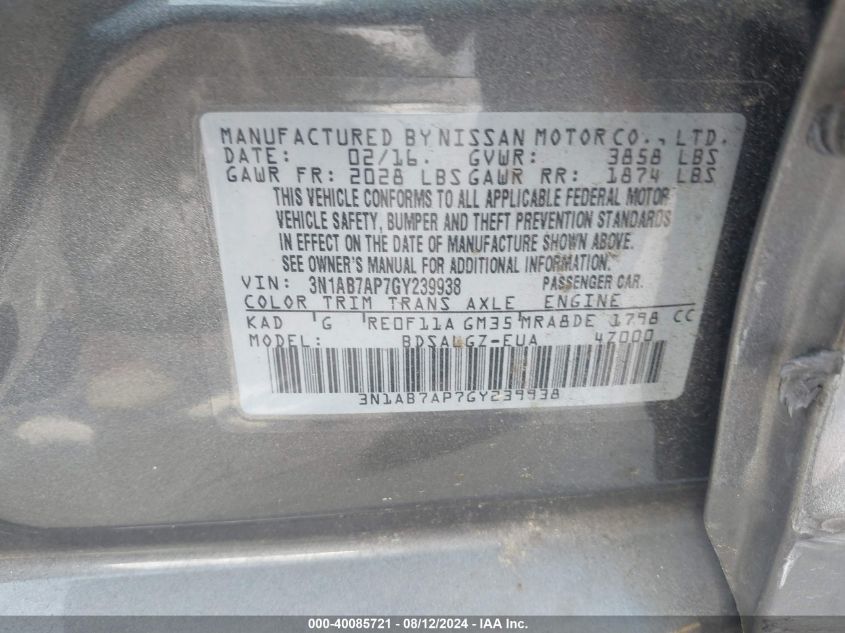 MANUFACTURED BY NISSAN MOTOR CO., LTD.
DATE: 02/16. GVWR: 3858 LBS
GAWR FR: 2028 LBS GAWR RR: 1874 LBS
THIS VEHICLE CONFORMS TO ALL APPLICABLE FEDERAL MOTOR
VEHICLE SAFETY, BUMPER AND THEFT PREVENTION STANDARDS
IN EFFECT ON THE DATE OF MANUFACTURE SHOWN ABOVE.
SEE OWNER'S MANUAL FOR ADDITIONAL INFORMATION.
VIN: 3N1AB7AP7GY239938 PASSENGER CAR.
COLOR TRIM TRANS AXLE ENGINE
KAD G RE0F11A GM35 MRA8DE 1798 CC
MODEL: BDSALGZ-EUA 4Z000
3N1AB7AP7GY239938
000-40085721 - 08/12/2024 - IAAI.com